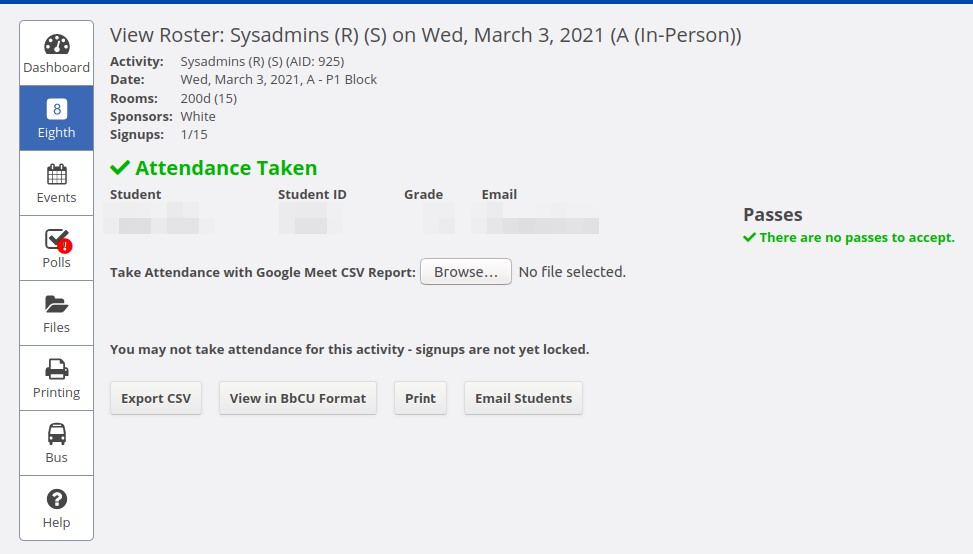 Dashboard
8
Eighth
Events
Polls
Files
Printing
Bus
Help
View Roster: Sysadmins (R) (S) on Wed, March 3, 2021 (A (In-Person))
Activity: Sysadmins (R) (S) (AID: 925)
Date: Wed, March 3, 2021, A - P1 Block
Rooms: 200d (15)
Sponsors: White
Signups: 1/15
Attendance Taken
Student Student ID Grade Email
Passes
There are no passes to accept.
Take Attendance with Google Meet CSV Report: Browse... No file selected.
You may not take attendance for this activity - signups are not yet locked.
Export CSV View in BbCU Format Print Email Students